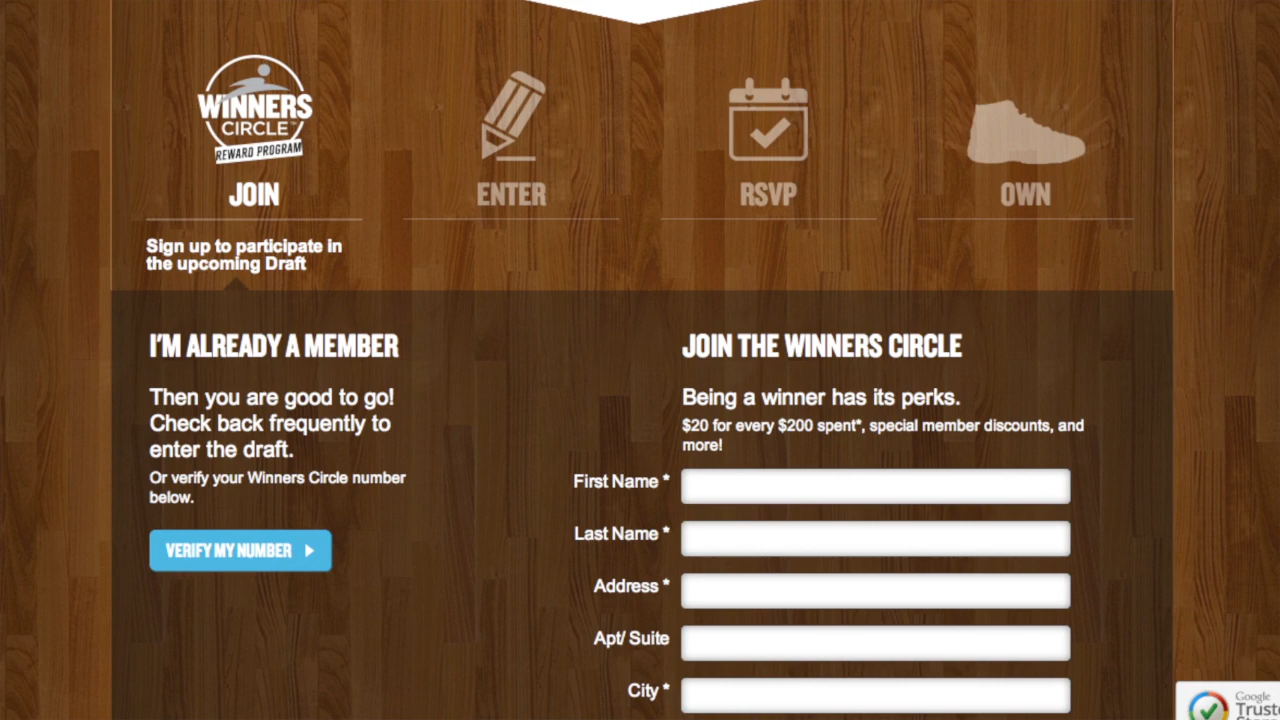 WINNERS
CIRCLE
REWARD PROGRAM
JOIN
ENTER
RSVP
OWN
Sign up to participate in
the upcoming Draft
I'M ALREADY A MEMBER
Then you are good to go!
Check back frequently to
enter the draft.
Or verify your Winners Circle number
below.
VERIFY MY NUMBER
JOIN THE WINNERS CIRCLE
Being a winner has its perks.
$20 for every $200 spent*, special member discounts, and
more!
First Name *
Last Name *
Address *
Apt/ Suite
City *
Google